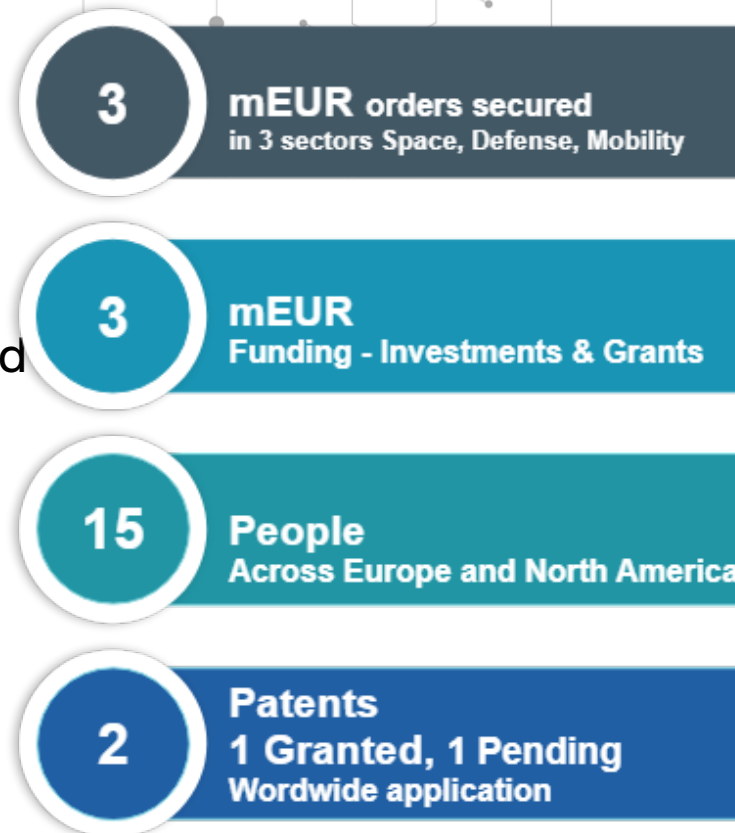 3
mEUR orders secured
in 3 sectors Space, Defense, Mobility
3
mEUR
Funding - Investments & Grants
d
15
People
Across Europe and North America
2
Patents
1 Granted, 1 Pending
Wordwide application